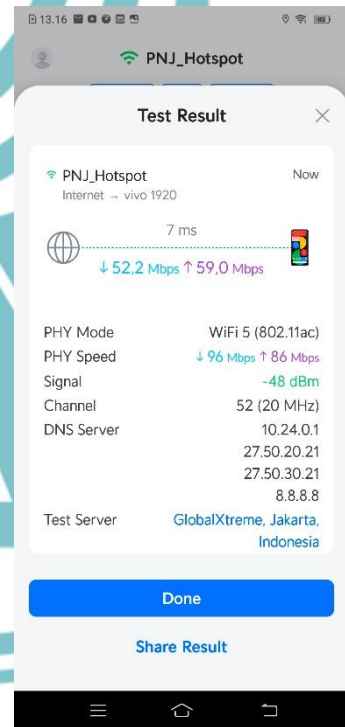 13.16
PNJ_Hotspot
Test Result
PNJ_Hotspot Now
Internet → vivo 1920
7 ms
↓ 52,2 Mbps ↑ 59,0 Mbps
PHY Mode WiFi 5 (802.11ac)
PHY Speed ↓ 96 Mbps ↑ 86 Mbps
Signal -48 dBm
Channel 52 (20 MHz)
DNS Server 10.24.0.1
27.50.20.21
27.50.30.21
8.8.8.8
Test Server GlobalXtreme, Jakarta,
Indonesia
Done
Share Result